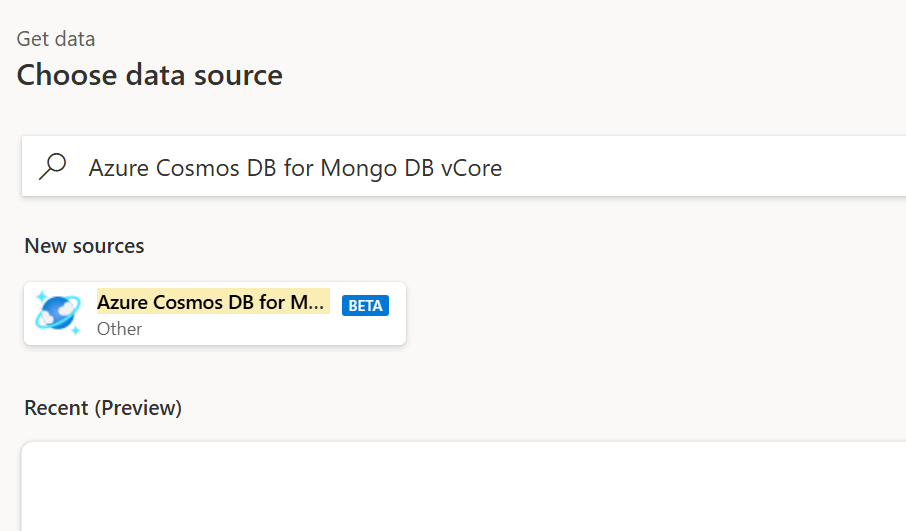 Get data
Choose data source
Azure Cosmos DB for Mongo DB vCore
New sources
Azure Cosmos DB for M... BETA
Other
Recent (Preview)